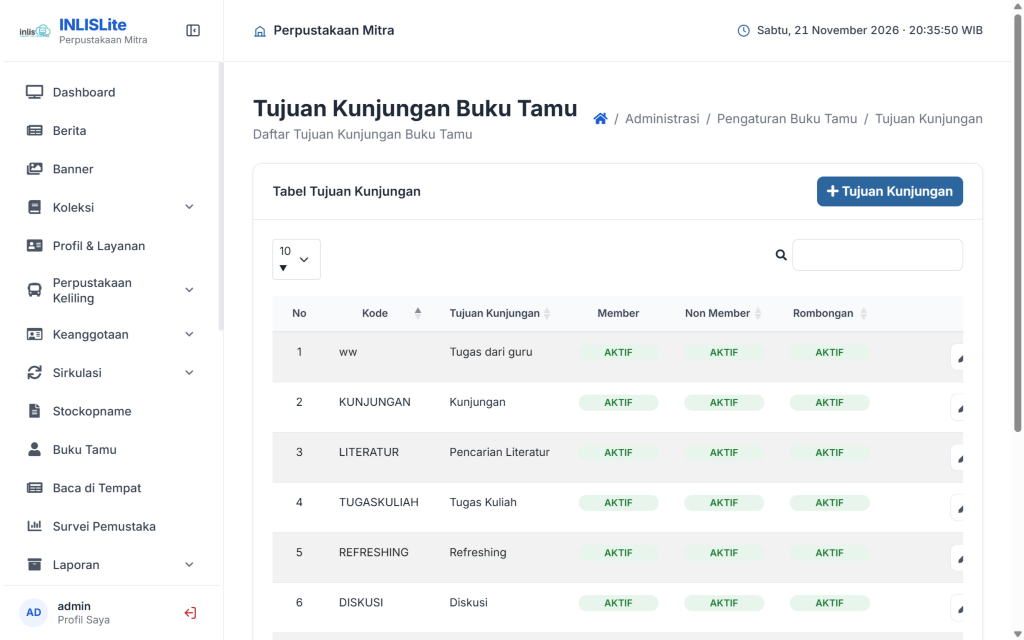 inlis
INLISLite
Perpustakaan Mitra
Perpustakaan Mitra
Sabtu, 21 November 2026 · 20:35:50 WIB
Dashboard
Berita
Banner
Koleksi
Profil & Layanan
Perpustakaan
Keliling
Keanggotaan
Sirkulasi
Stockopname
Buku Tamu
Baca di Tempat
Survei Pemustaka
Laporan
AD
admin
Profil Saya
Tujuan Kunjungan Buku Tamu
Daftar Tujuan Kunjungan Buku Tamu
/ Administrasi / Pengaturan Buku Tamu / Tujuan Kunjungan
Tabel Tujuan Kunjungan
+ Tujuan Kunjungan
10
No Kode Tujuan Kunjungan Member Non Member Rombongan
1 ww Tugas dari guru AKTIF AKTIF AKTIF
2 KUNJUNGAN Kunjungan AKTIF AKTIF AKTIF
3 LITERATUR Pencarian Literatur AKTIF AKTIF AKTIF
4 TUGASKULIAH Tugas Kuliah AKTIF AKTIF AKTIF
5 REFRESHING Refreshing AKTIF AKTIF AKTIF
6 DISKUSI Diskusi AKTIF AKTIF AKTIF